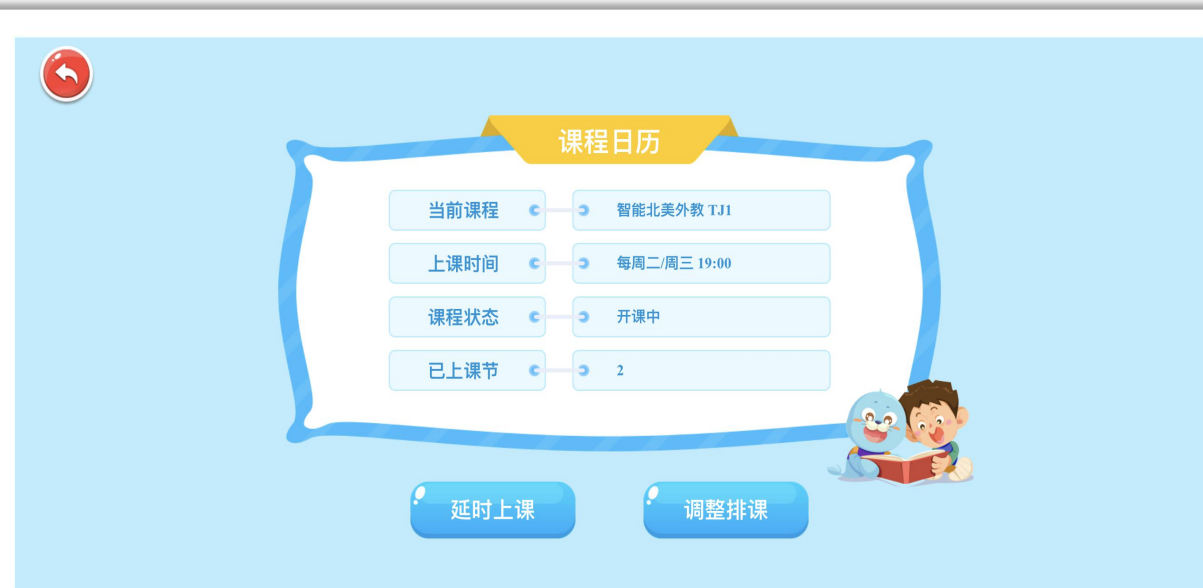 课程日历
当前课程 智能北美外教 TJ1
上课时间 每周二/周三 19:00
课程状态 开课中
已上课节 2
延时上课 调整排课